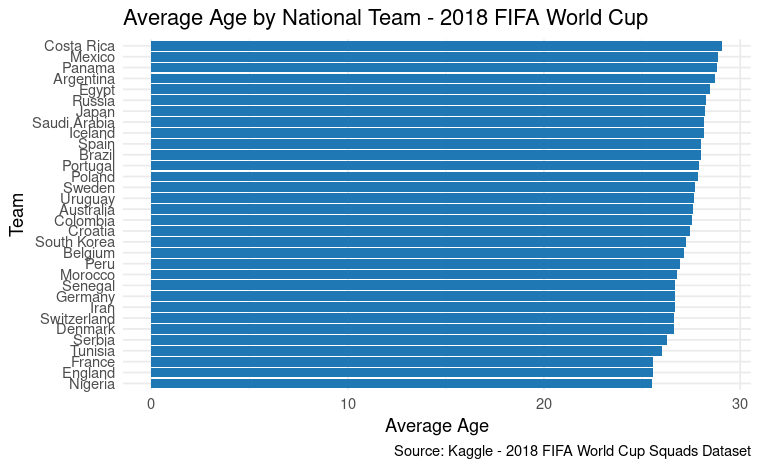 Average Age by National Team - 2018 FIFA World Cup
Team
Costa Rica
Mexico
Panama
Argentina
Egypt
Russia
Japan
Saudi Arabia
Iceland
Spain
Brazil
Portugal
Poland
Sweden
Uruguay
Australia
Colombia
Croatia
South Korea
Belgium
Peru
Morocco
Senegal
Germany
Iran
Switzerland
Denmark
Serbia
Tunisia
France
England
Nigeria
0 10 20 30
Average Age
Source: Kaggle - 2018 FIFA World Cup Squads Dataset